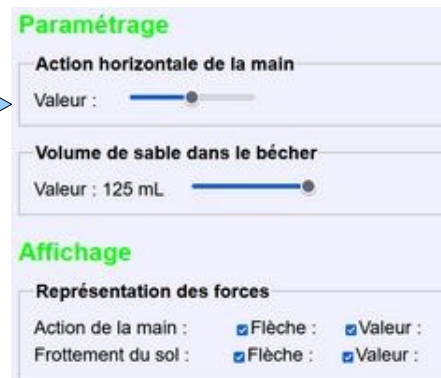 Paramétrage
Action horizontale de la main
Valeur :
Volume de sable dans le bécher
Valeur : 125 mL
Affichage
Représentation des forces
Action de la main : Flèche : Valeur :
Frottement du sol : Flèche : Valeur :